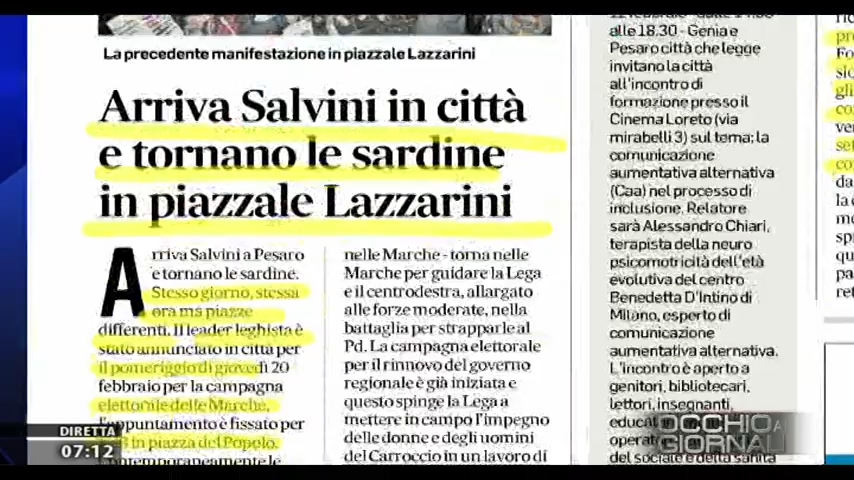 La precedente manifestazione in piazzale Lazzarini
Arriva Salvini in città
e tornano le sardine
in piazzale Lazzarini
Arriva Salvini a Pesaro
e tornano le sardine.
Stesso giorno, stessa
ora ma piazze
differenti. Il leader leghista è
stato annunciato in città per
il pomeriggio di giovedì 20
febbraio per la campagna
elettorale delle Marche,
l'appuntamento è fissato per
in piazza del Popolo.
nelle Marche - torna nelle
Marche per guidare la Lega
e il centrodestra, allargato
alle forze moderate, nella
battaglia per strapparle al
Pd. La campagna elettorale
per il rinnovo del governo
regionale è già iniziata e
questo spinge la Lega a
mettere in campo l'impegno
delle donne e degli uomini
del Carroccio in un lavoro di
alle 18.30 - Genia e
Pesaro città che legge
invitano la città
all'incontro di
formazione presso il
Cinema Loreto (via
mirabelli 3) sul tema: la
comunicazione
aumentativa alternativa
(Caa) nel processo di
inclusione. Relatore
sarà Alessandro Chiari,
terapista della neuro
psicomotricità dell'età
evolutiva del centro
Benedetta D'Intino di
Milano, esperto di
comunicazione
aumentativa alternativa.
L'incontro è aperto a
genitori, bibliotecari,
lettori, insegnanti,
del sociale e della sanità
DIRETTA
07:12
OCCHIO AI
GIORNALI